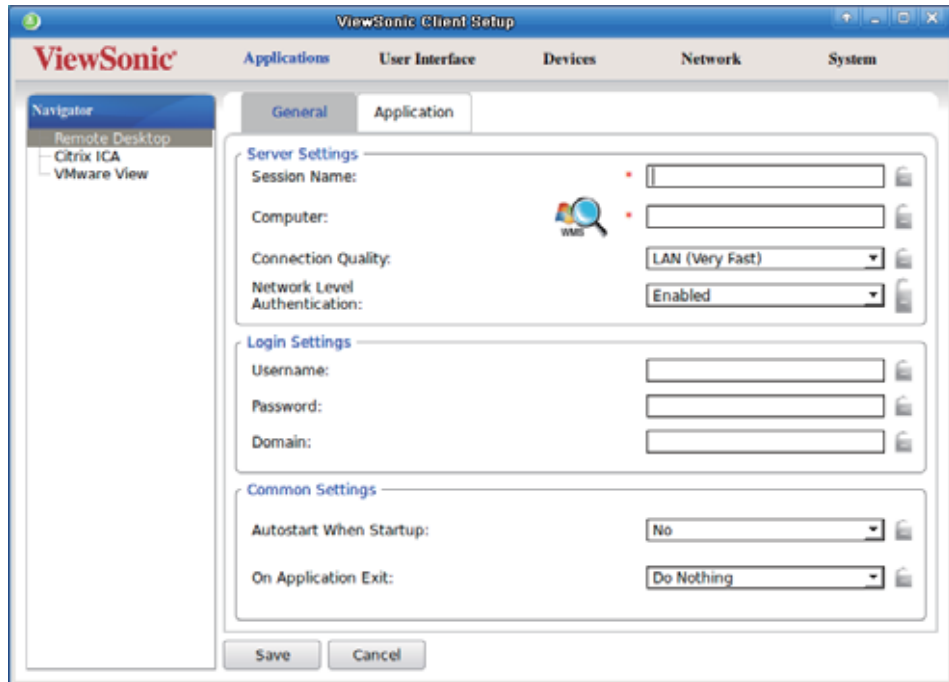 ViewSonic Client Setup
ViewSonic®
Applications User Interface Devices Network System
Navigator
Remote Desktop
Citrix ICA
VMware View
General Application
Server Settings
Session Name: *
Computer: WMS *
Connection Quality: LAN (Very Fast)
Network Level
Authentication: Enabled
Login Settings
Username:
Password:
Domain:
Common Settings
Autostart When Startup: No
On Application Exit: Do Nothing
Save Cancel